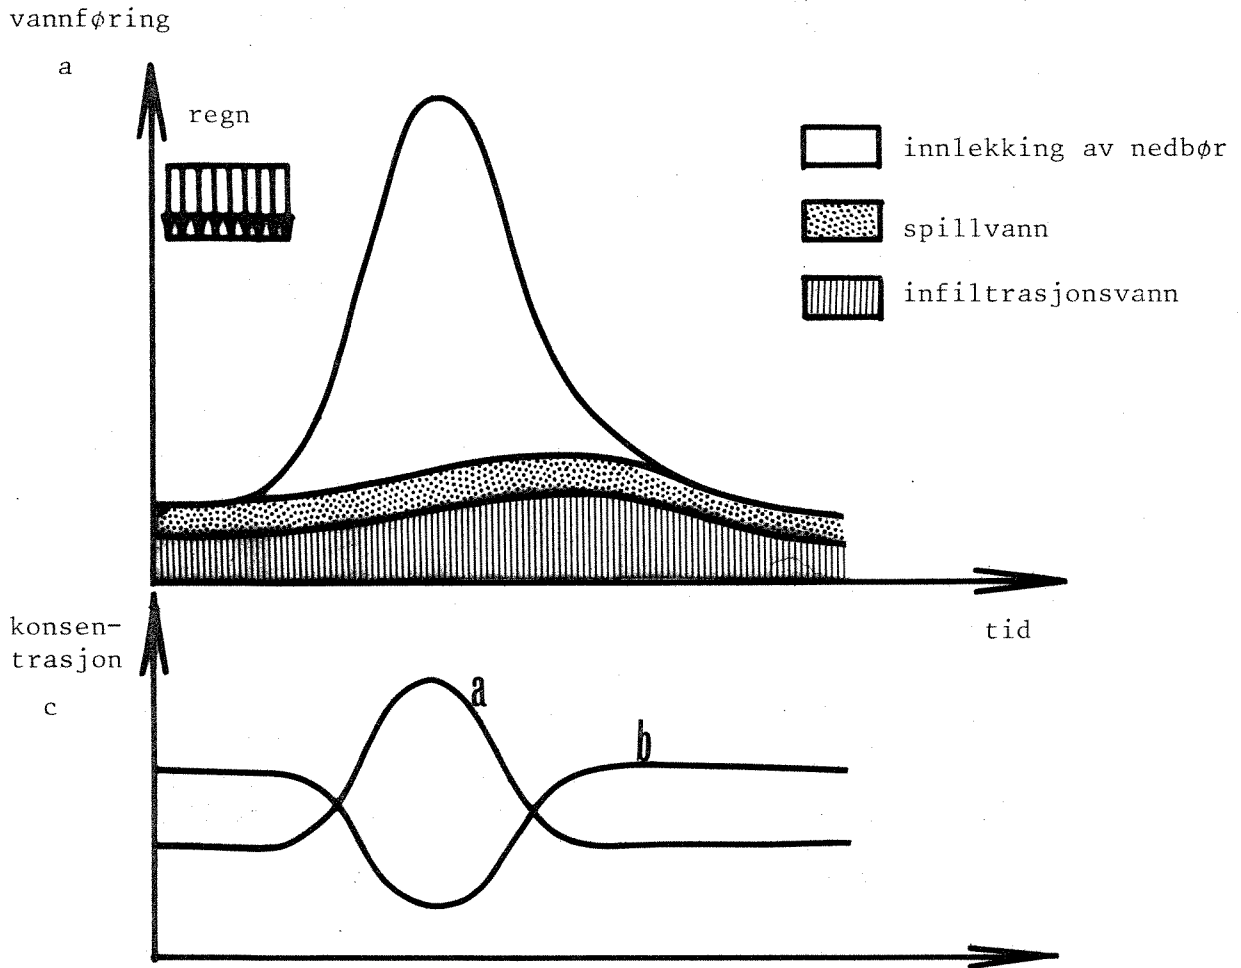 vannføring
a
regn
innlekking av nedbør
spillvann
infiltrasjonsvann
tid
konsen-
trasjon
c
a
b